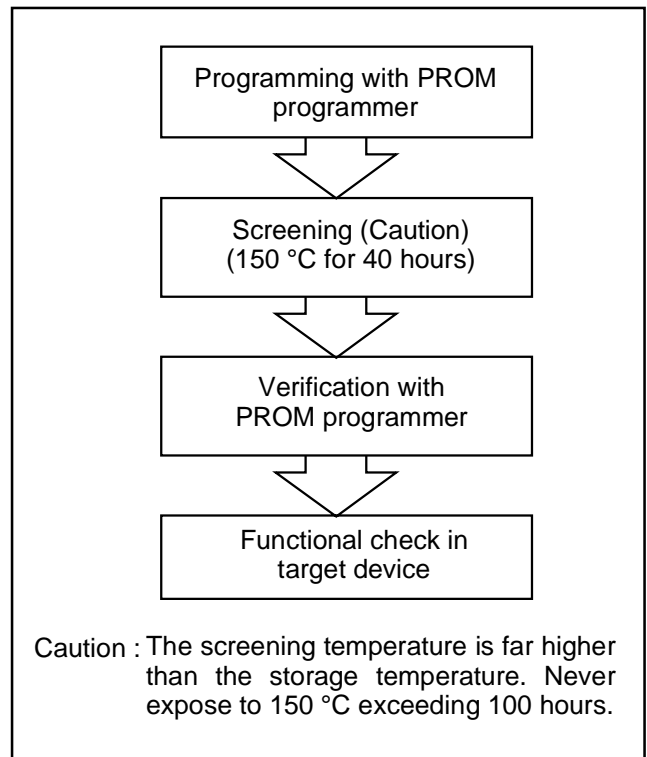 Programming with PROM
programmer
Screening (Caution)
(150 °C for 40 hours)
Verification with
PROM programmer
Functional check in
target device
Caution : The screening temperature is far higher
than the storage temperature. Never
expose to 150 °C exceeding 100 hours.